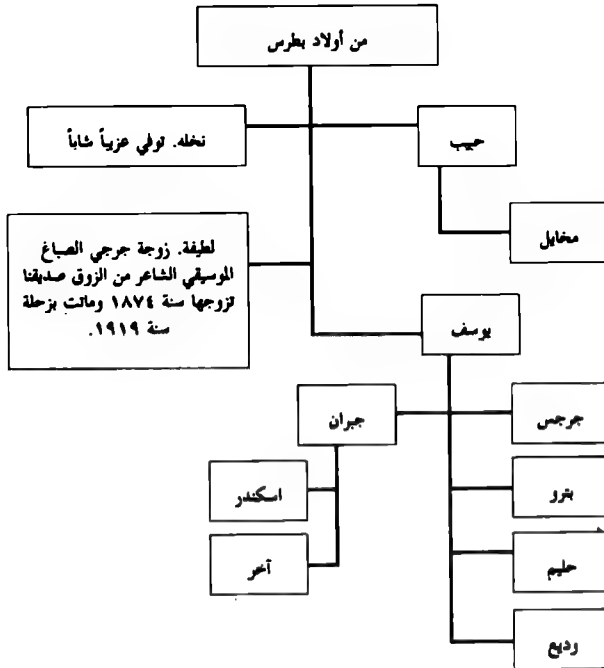 من أولاد بطرس
حبيب
نخله. توفي عزيباً شاباً
مخايل
لطيفة. زوجة جرجي الصباغ
الموسيقي الشاعر من الزوق صديقنا
تزوجها سنة ١٨٧٤ وماتت بزحلة
سنة ١٩١٩.
يوسف
جرجس
جبران
بترو
اسكندر
حليم
آخر
وديع